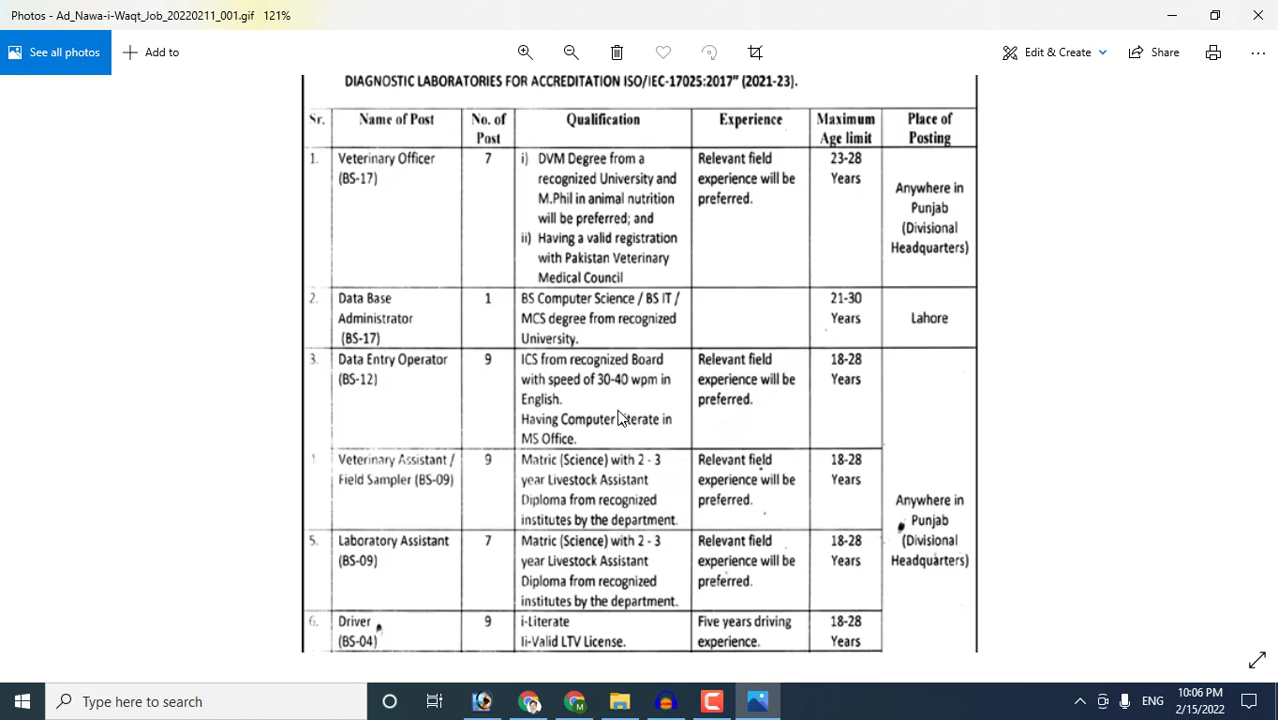 Photos - Ad_Nawa-i-Waqt_Job_20220211_001.gif 121%
See all photos
Add to
Edit & Create
Share
DIAGNOSTIC LABORATORIES FOR ACCREDITATION ISO/IEC-17025:2017" (2021-23).
Sr. Name of Post No. of Post Qualification Experience Maximum Age limit Place of Posting
1. Veterinary Officer 7 i) DVM Degree from a Relevant field 23-28
(BS-17) recognized University and experience will be Years
M.Phil in animal nutrition preferred. Anywhere in
will be preferred; and Punjab
ii) Having a valid registration (Divisional
with Pakistan Veterinary Headquarters)
Medical Council
2. Data Base 1 BS Computer Science / BS IT / 21-30
Administrator MCS degree from recognized Years Lahore
(BS-17) University.
3. Data Entry Operator 9 ICS from recognized Board Relevant field 18-28
(BS-12) with speed of 30-40 wpm in experience will be Years
English. preferred.
Having Computer literate in
MS Office.
Veterinary Assistant / 9 Matric (Science) with 2 - 3 Relevant field 18-28
Field Sampler (BS-09) year Livestock Assistant experience will be Years
Diploma from recognized preferred. Anywhere in
institutes by the department. Punjab
5. Laboratory Assistant 7 Matric (Science) with 2 - 3 Relevant field 18-28 (Divisional
(BS-09) year Livestock Assistant experience will be Years Headquarters)
Diploma from recognized preferred.
institutes by the department.
6. Driver 9 i-Literate Five years driving 18-28
(BS-04) Ii-Valid LTV License. experience. Years
Type here to search
ENG
10:06 PM
2/15/2022